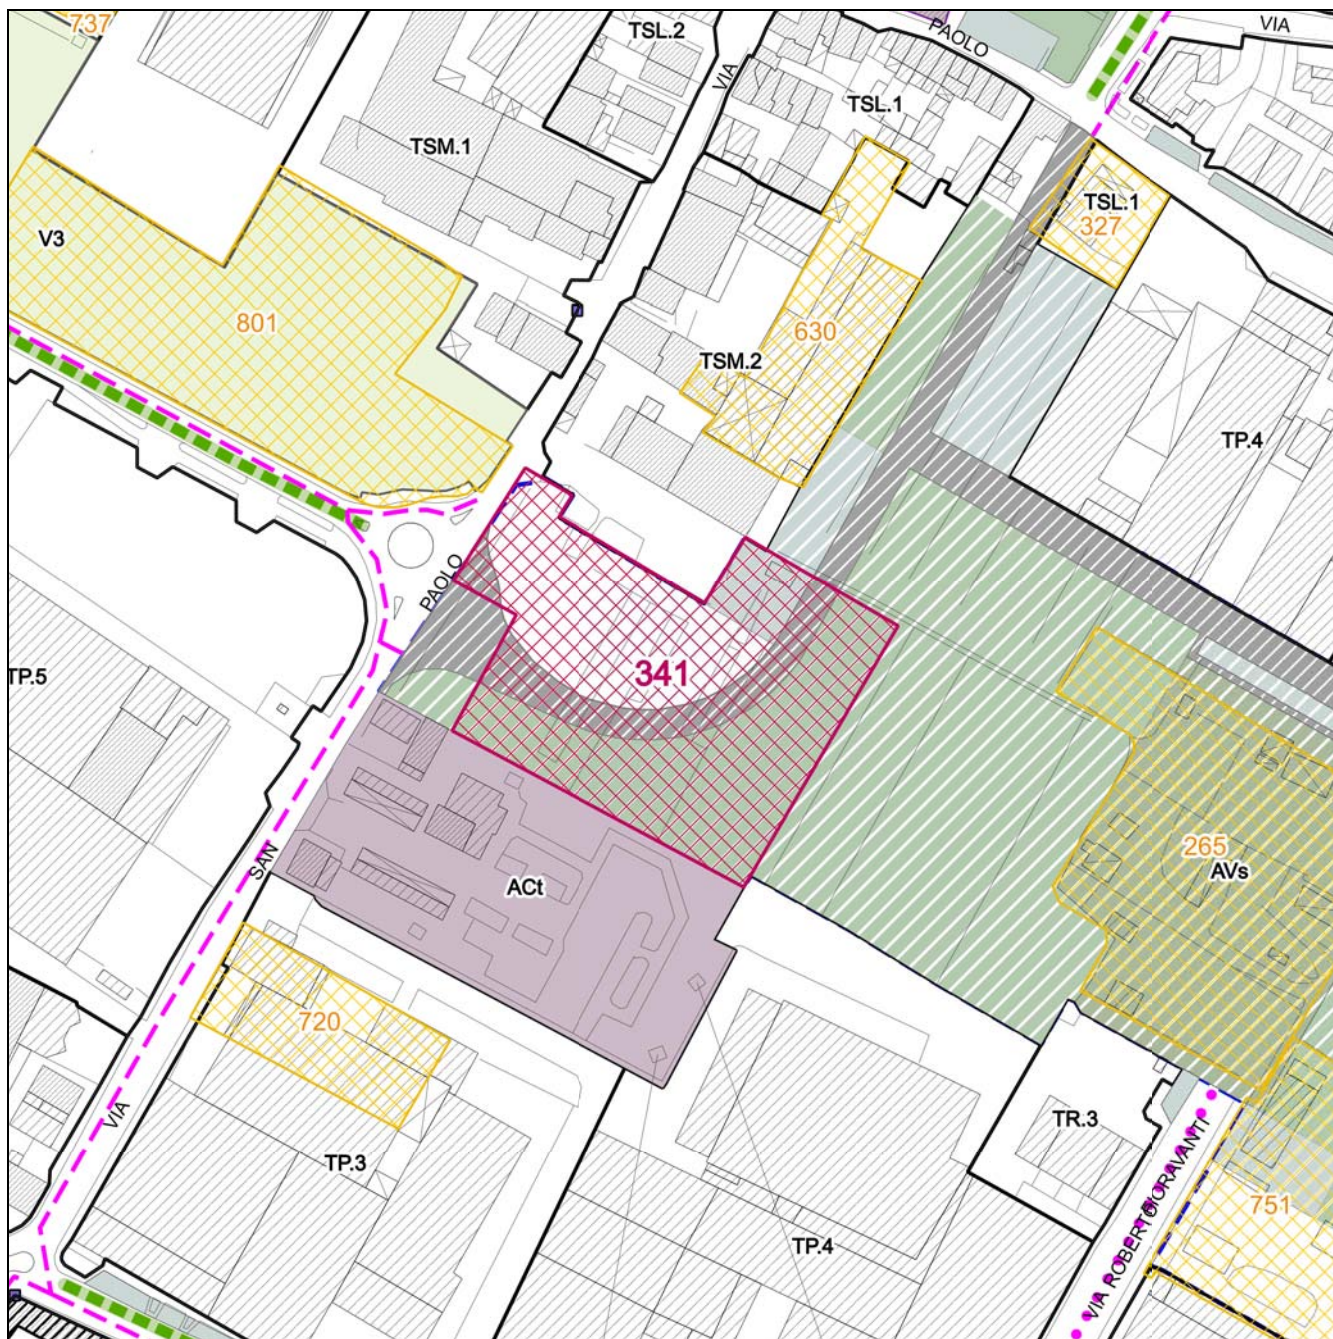 737
TSL.2
PAOLO
VIA
VIA
TSL.1
TSM.1
TSL.1
327
V3
801
630
TSM.2
TP.4
PAOLO
341
TP.5
265
AVs
ACt
SAN
720
VIA
TR.3
TP.3
VIA ROBERTO FIORAVANTI
751
TP.4